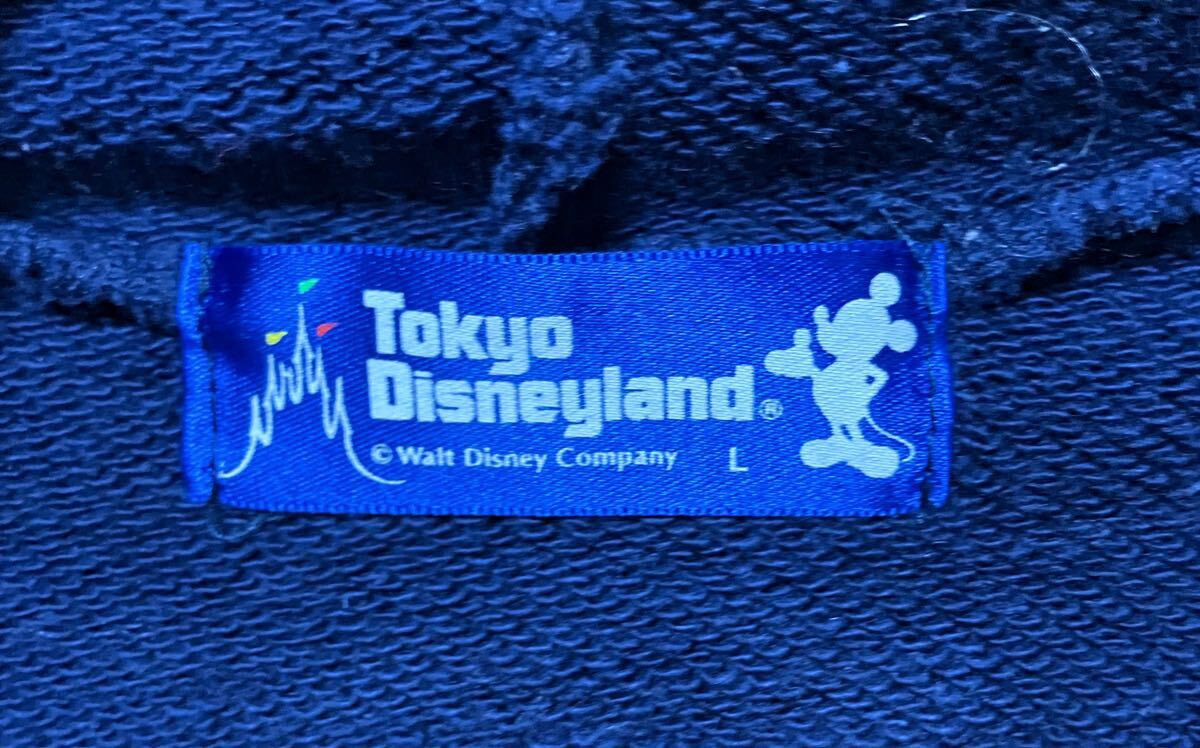 Tokyo
Disneyland®
© Walt Disney Company L